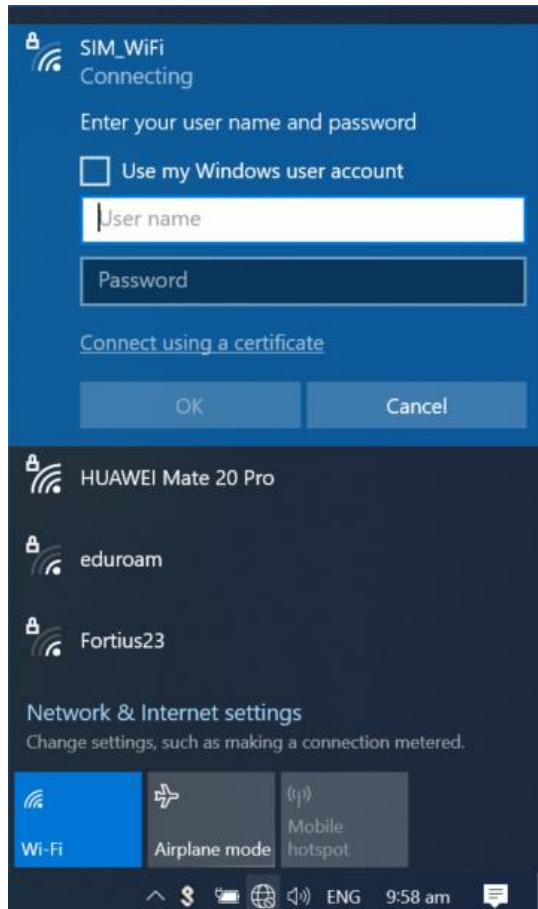 SIM_WiFi
Connecting
Enter your user name and password
Use my Windows user account
User name
Password
Connect using a certificate
OK
Cancel
HUAWEI Mate 20 Pro
eduroam
Fortius23
Network & Internet settings
Change settings, such as making a connection metered.
Wi-Fi
Airplane mode
Mobile
hotspot
ENG
9:58 am